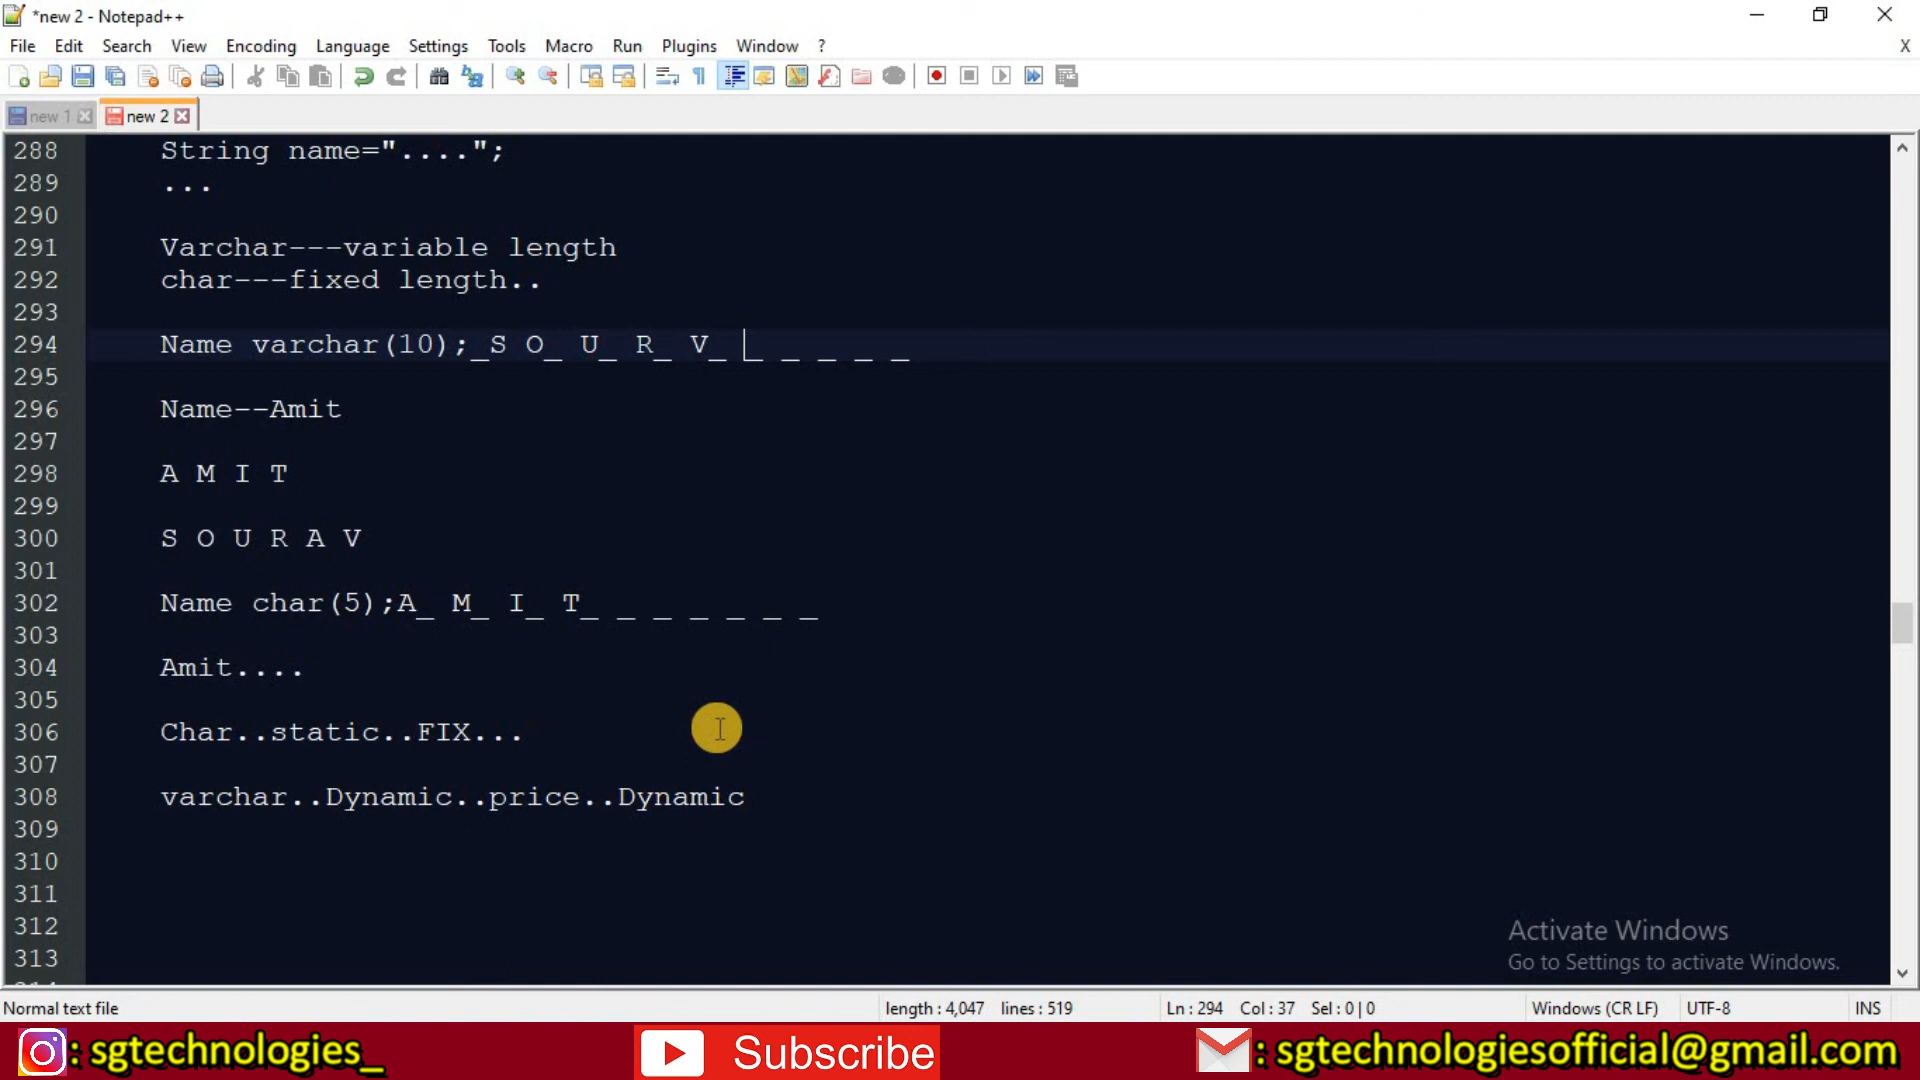 *new 2 - Notepad++
File Edit Search View Encoding Language Settings Tools Macro Run Plugins Window ? X
new 1 new 2
288 String name="....";
289 ...
290
291 Varchar---variable length
292 char---fixed length..
293
294 Name varchar(10);_S O_ U_ R_ V_ _ _ _ _ _
295
296 Name--Amit
297
298 A M I T
299
300 S O U R A V
301
302 Name char(5);A_ M_ I_ T_ _ _ _ _ _ _
303
304 Amit....
305
306 Char..static..FIX...
307
308 varchar..Dynamic..price..Dynamic
309
310
311
312
313
Activate Windows
Go to Settings to activate Windows.
Normal text file length : 4,047 lines : 519 Ln : 294 Col : 37 Sel : 0 | 0 Windows (CR LF) UTF-8 INS
: sgtechnologies_ Subscribe : sgtechnologiesofficial@gmail.com